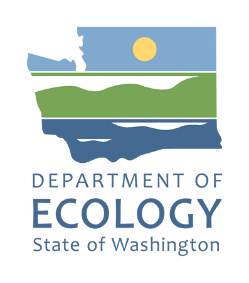 DEPARTMENT OF
ECOLOGY
State of Washington